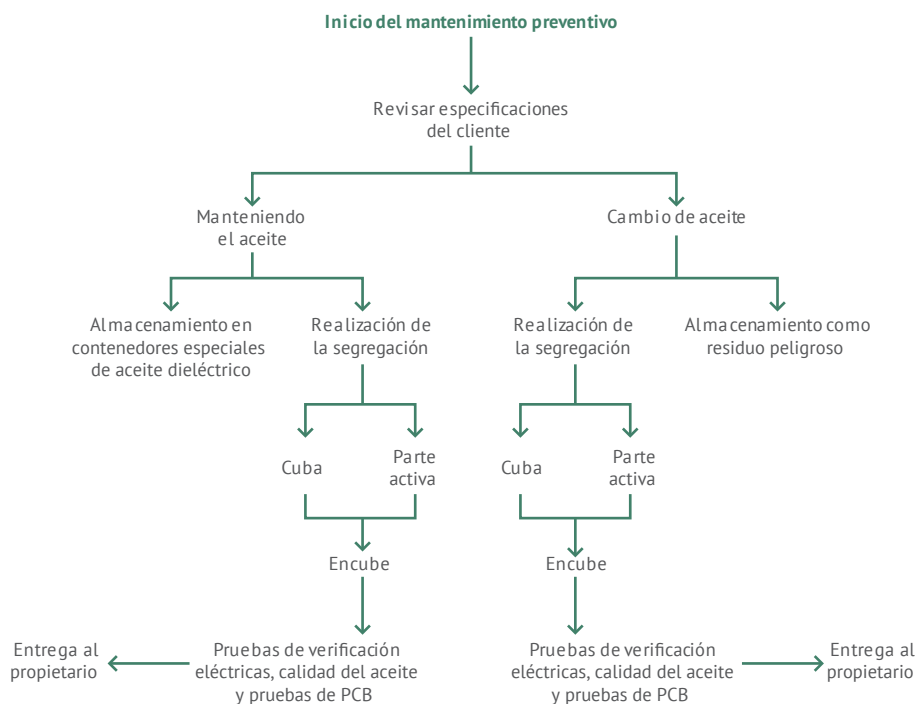 Inicio del mantenimiento preventivo
Revisar especificaciones
del cliente
Manteniendo
el aceite
Cambio de aceite
Almacenamiento en
contenedores especiales
de aceite dieléctrico
Realización de
la segregación
Realización de
la segregación
Almacenamiento como
residuo peligroso
Cuba
Parte
activa
Cuba
Parte
activa
Encube
Encube
Entrega al
propietario
Pruebas de verificación
eléctricas, calidad del aceite
y pruebas de PCB
Pruebas de verificación
eléctricas, calidad del aceite
y pruebas de PCB
Entrega al
propietario